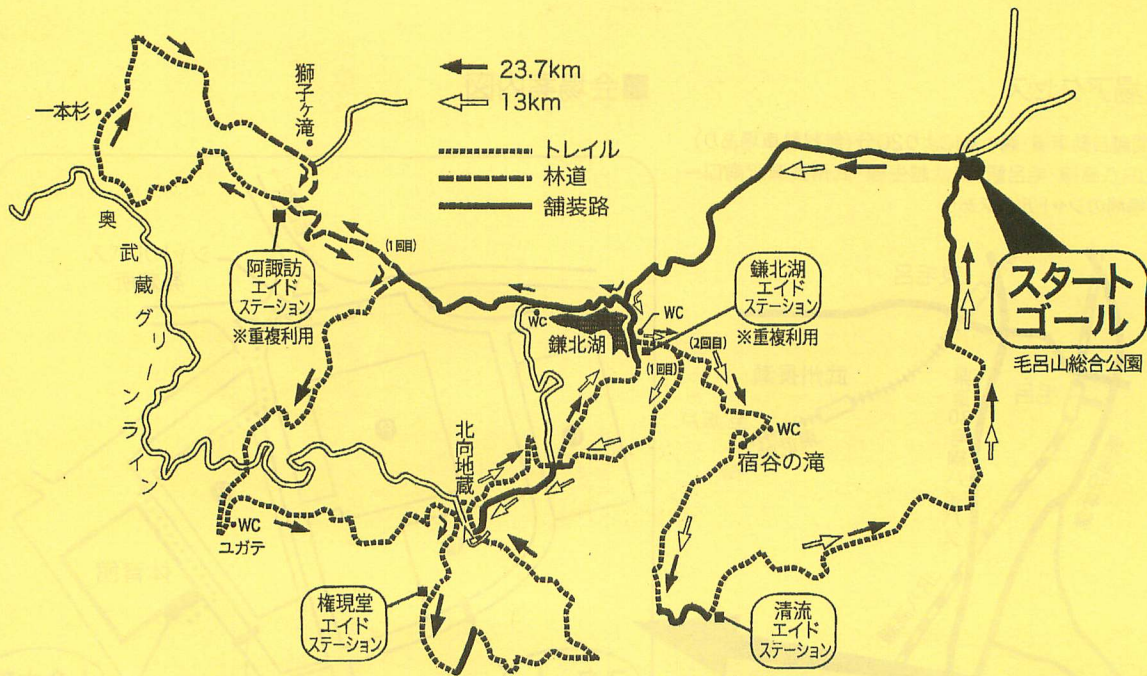 23.7km
13km
トレイル
林道
舗装路
獅子ヶ滝
一本杉
奥武蔵グリーンライン
阿諏訪
エイド
ステーション
※重複利用
(1回目)
WC
鎌北湖
WC
鎌北湖
エイド
ステーション
※重複利用
(2回目)
(1回目)
スタート
ゴール
毛呂山総合公園
WC
宿谷の滝
北向地蔵
WC
ユガテ
権現堂
エイド
ステーション
清流
エイド
ステーション